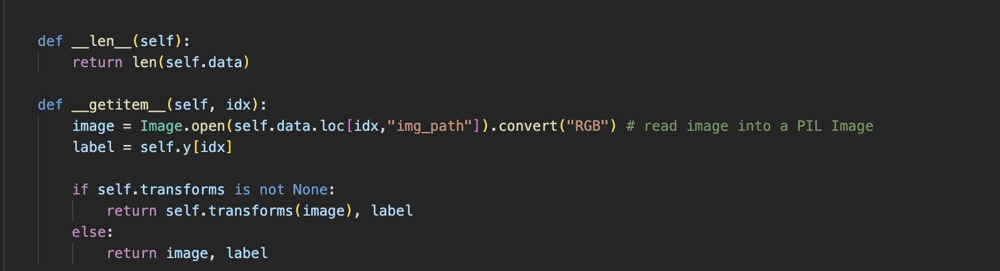 def __len__(self):
return len(self.data)
def __getitem__(self, idx):
image = Image.open(self.data.loc[idx,"img_path"]).convert("RGB") # read image into a PIL Image
label = self.y[idx]
if self.transforms is not None:
return self.transforms(image), label
else:
return image, label